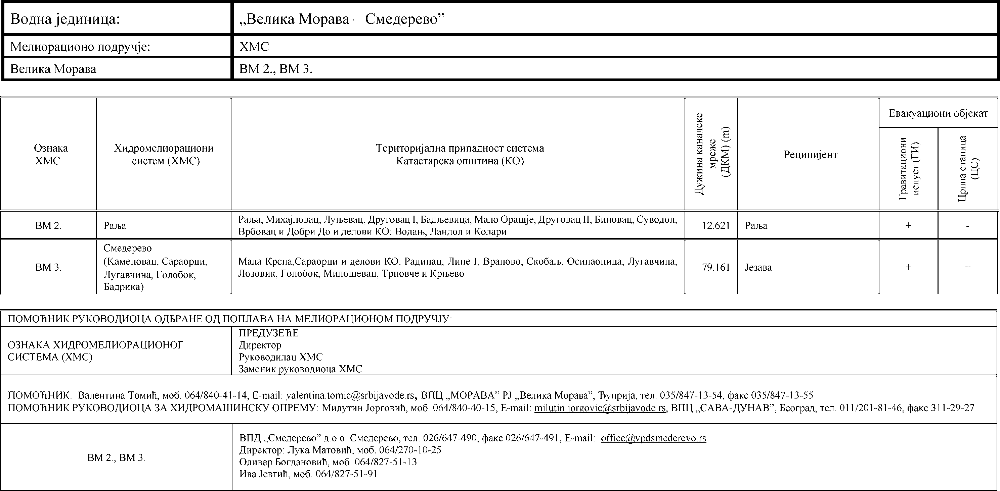 Водна јединица:
„Велика Морава – Смедерево”
Мелиорационо подручје:
ХМС
Велика Морава
ВМ 2., ВМ 3.
Ознака
ХМС
Хидромелиорациони
систем (ХМС)
Територијална припадност система
Катастарска општина (КО)
Дужина каналске
мреже
(ДКМ) (m)
Реципијент
Евакуациони објекат
Гравитациони
испуст (ГИ)
Црпна станица
(ЦС)
ВМ 2.
Раља
Раља, Михајловац, Луњевац, Друговац I, Бадљевица, Мало Орашје, Друговац II, Биновац, Суводол,
Врбовац и Добри До и делови КО: Водањ, Ландол и Колари
12.621
Раља
+
-
ВМ 3.
Смедерево
(Каменовац, Сараорци,
Лугавчина, Голобок,
Бадрика)
Мала Крсна,Сараорци и делови КО: Радинац, Липе I, Враново, Скобаљ, Осипаоница, Лугавчина,
Лозовик, Голобок, Милошевац, Трновче и Крњево
79.161
Језава
+
+
ПОМОЋНИК РУКОВОДИОЦА ОДБРАНЕ ОД ПОПЛАВА НА МЕЛИОРАЦИОНОМ ПОДРУЧЈУ:
ОЗНАКА ХИДРОМЕЛИОРАЦИОНОГ
СИСТЕМА (ХМС)
ПРЕДУЗЕЋЕ
Директор
Руководилац ХМС
Заменик руководиоца ХМС
ПОМОЋНИК: Валентина Томић, моб. 064/840-41-14, E-mail: valentina.tomic@srbijavode.rs, ВПЦ „МОРАВА” РЈ „Велика Морава”, Ћуприја, тел. 035/847-13-54, факс 035/847-13-55
ПОМОЋНИК РУКОВОДИОЦА ЗА ХИДРОМАШИНСКУ ОПРЕМУ: Милутин Јорговић, моб. 064/840-40-15, E-mail: milutin.jorgovic@srbijavode.rs, ВПЦ „САВА-ДУНАВ”, Београд, тел. 011/201-81-46, факс 311-29-27
ВМ 2., ВМ 3.
ВПД „Смедерево” д.о.о. Смедерево, тел. 026/647-490, факс 026/647-491, E-mail: office@vpdsmederevo.rs
Директор: Лука Матовић, моб. 064/270-10-25
Оливер Богдановић, моб. 064/827-51-13
Ива Јевтић, моб. 064/827-51-91